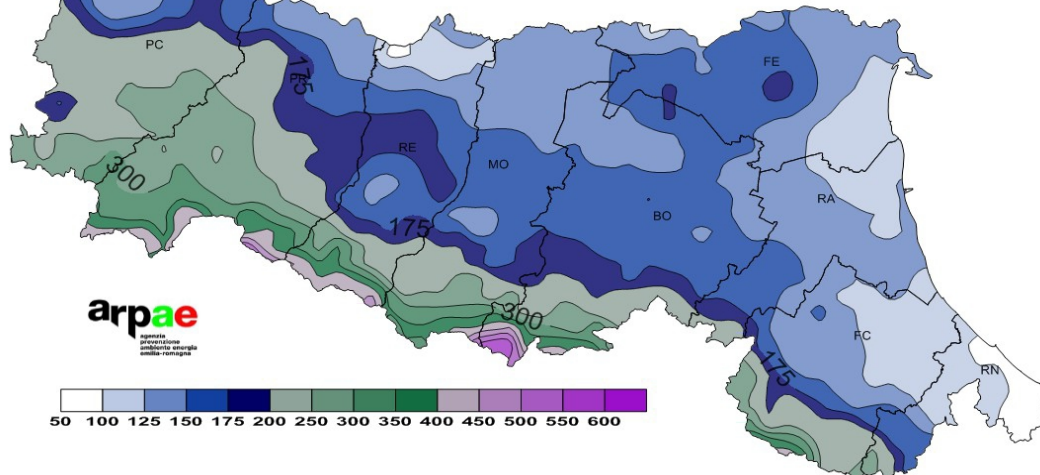 PC
FE
175
PR
RE
MO
300
RA
BO
175
300
FC
RN
175
arpae
agenzia
prevenzione
ambiente energia
emilia-romagna
50 100 125 150 175 200 250 300 350 400 450 500 550 600